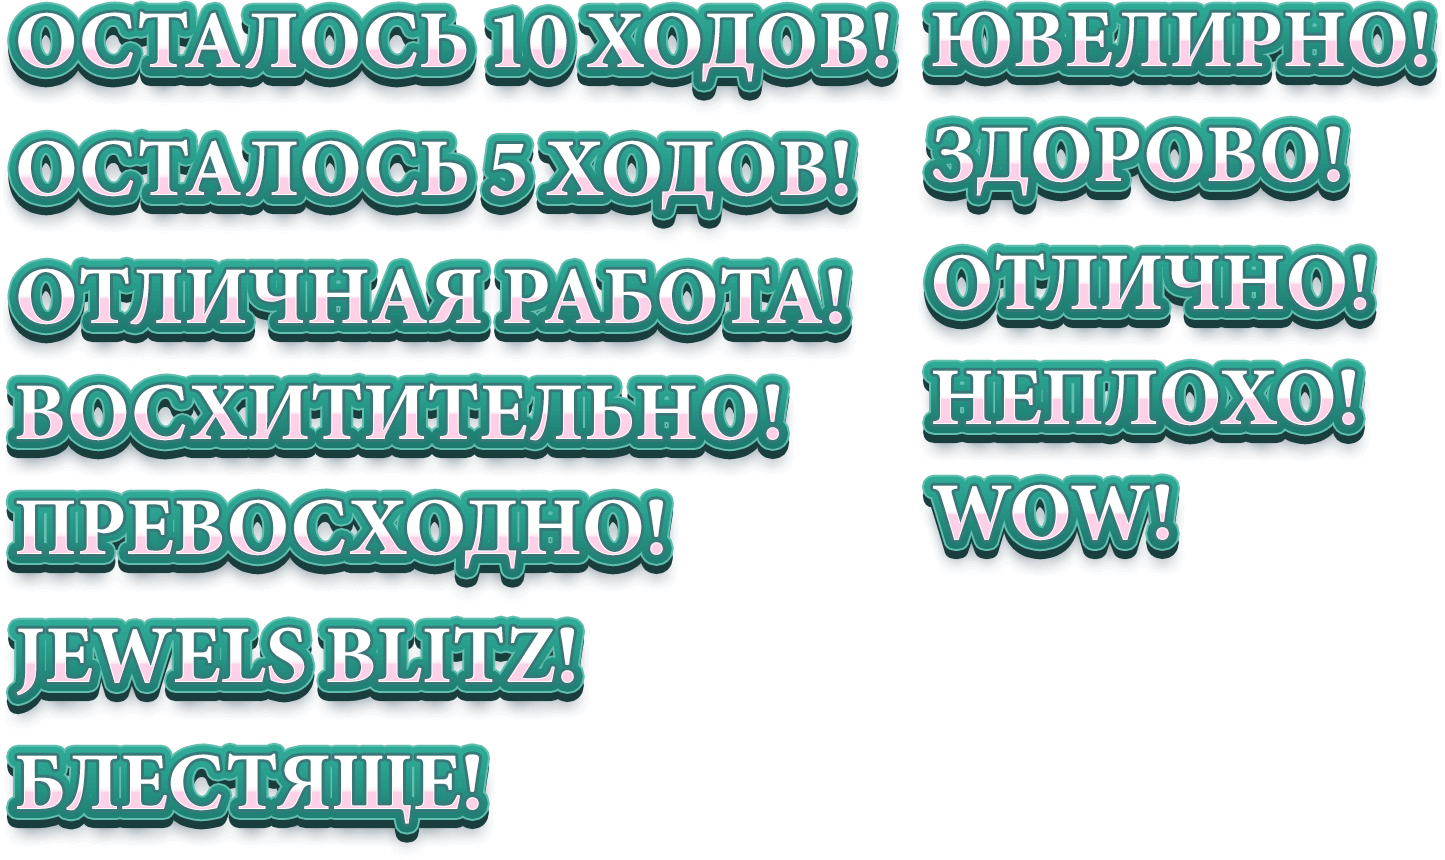 ОСТАЛОСЬ 10 ХОДОВ!
ОСТАЛОСЬ 5 ХОДОВ!
ОТЛИЧНАЯ РАБОТА!
ВОСХИТИТЕЛЬНО!
ПРЕВОСХОДНО!
JEWELS BLITZ!
БЛЕСТЯЩЕ!
ЮВЕЛИРНО!
ЗДОРОВО!
ОТЛИЧНО!
НЕПЛОХО!
WOW!